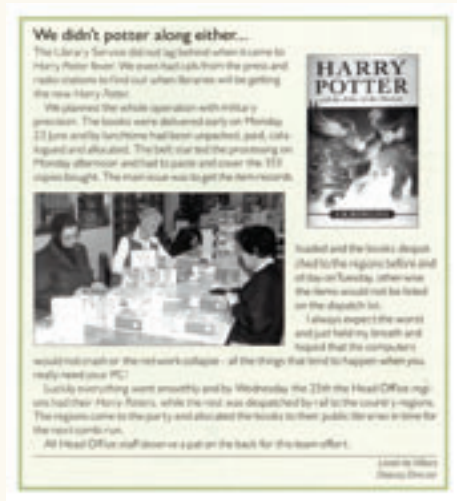 We didn't potter along either...
The Library Service did not lag behind when it came to
Harry Potter fever. We even had calls from the press and
radio stations to find out when libraries will be getting
the new Harry Potter.
We planned the whole operation with military
precision. The books were delivered early on Monday
23 June and by lunchtime had been unpacked, paid, cata-
logued and allocated. The belt started the processing on
Monday afternoon and had to paste and cover the
copies bought. The main issue was to get the item records
HARRY
POTTER
and the Order of the Phoenix
J.K. ROWLING
loaded and the books despat-
ched to the regions before end
of day on Tuesday, otherwise
the items would not be listed
on the dispatch list.
I always expect the worst
and just held my breath and
hoped that the computers
would not crash or the network collapse - all the things that tend to happen when you
really need your PC!
Luckily everything went smoothly and by Wednesday the 25th the Head Office regi-
ons had their Harry Potters, while the rest was despatched by rail to the country regions.
The regions came to the party and allocated the books to their public libraries in time for
the next combi run.
All Head Office staff deserve a pat on the back for this team effort.
Deputy Director